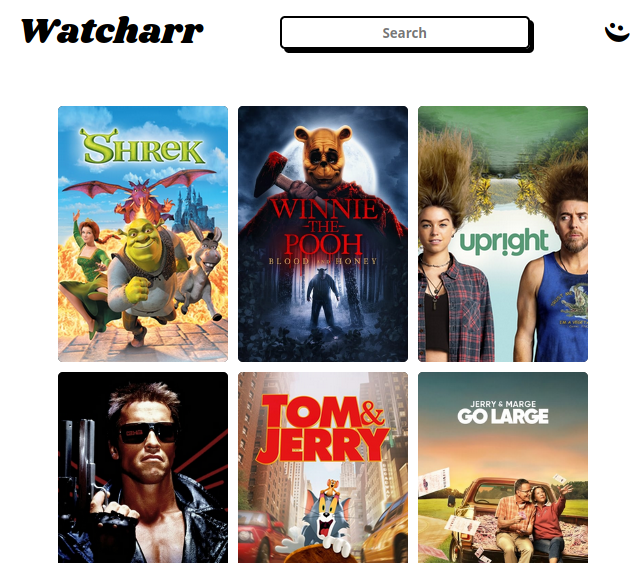 Watcharr
Search
SHREK
WINNIE
-THE-
POOH
BLOOD AND HONEY
upright
TOM&
JERRY
JERRY & MARGE
GO LARGE